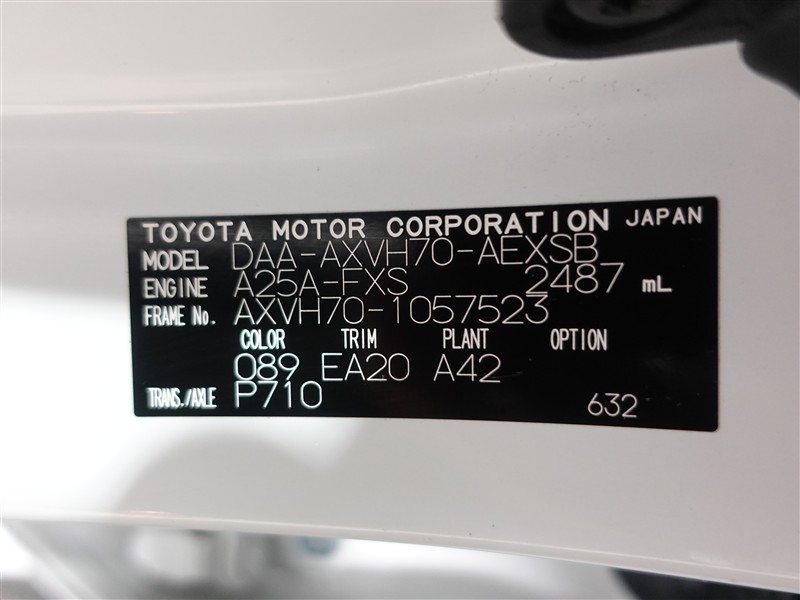 TOYOTA MOTOR CORPORATION JAPAN
MODEL DAA-AXVH70-AEXSB
ENGINE A25A-FXS 2487 mL
FRAME No. AXVH70-1057523
COLOR TRIM PLANT OPTION
089 EA20 A42
TRANS./AXLE P710 632